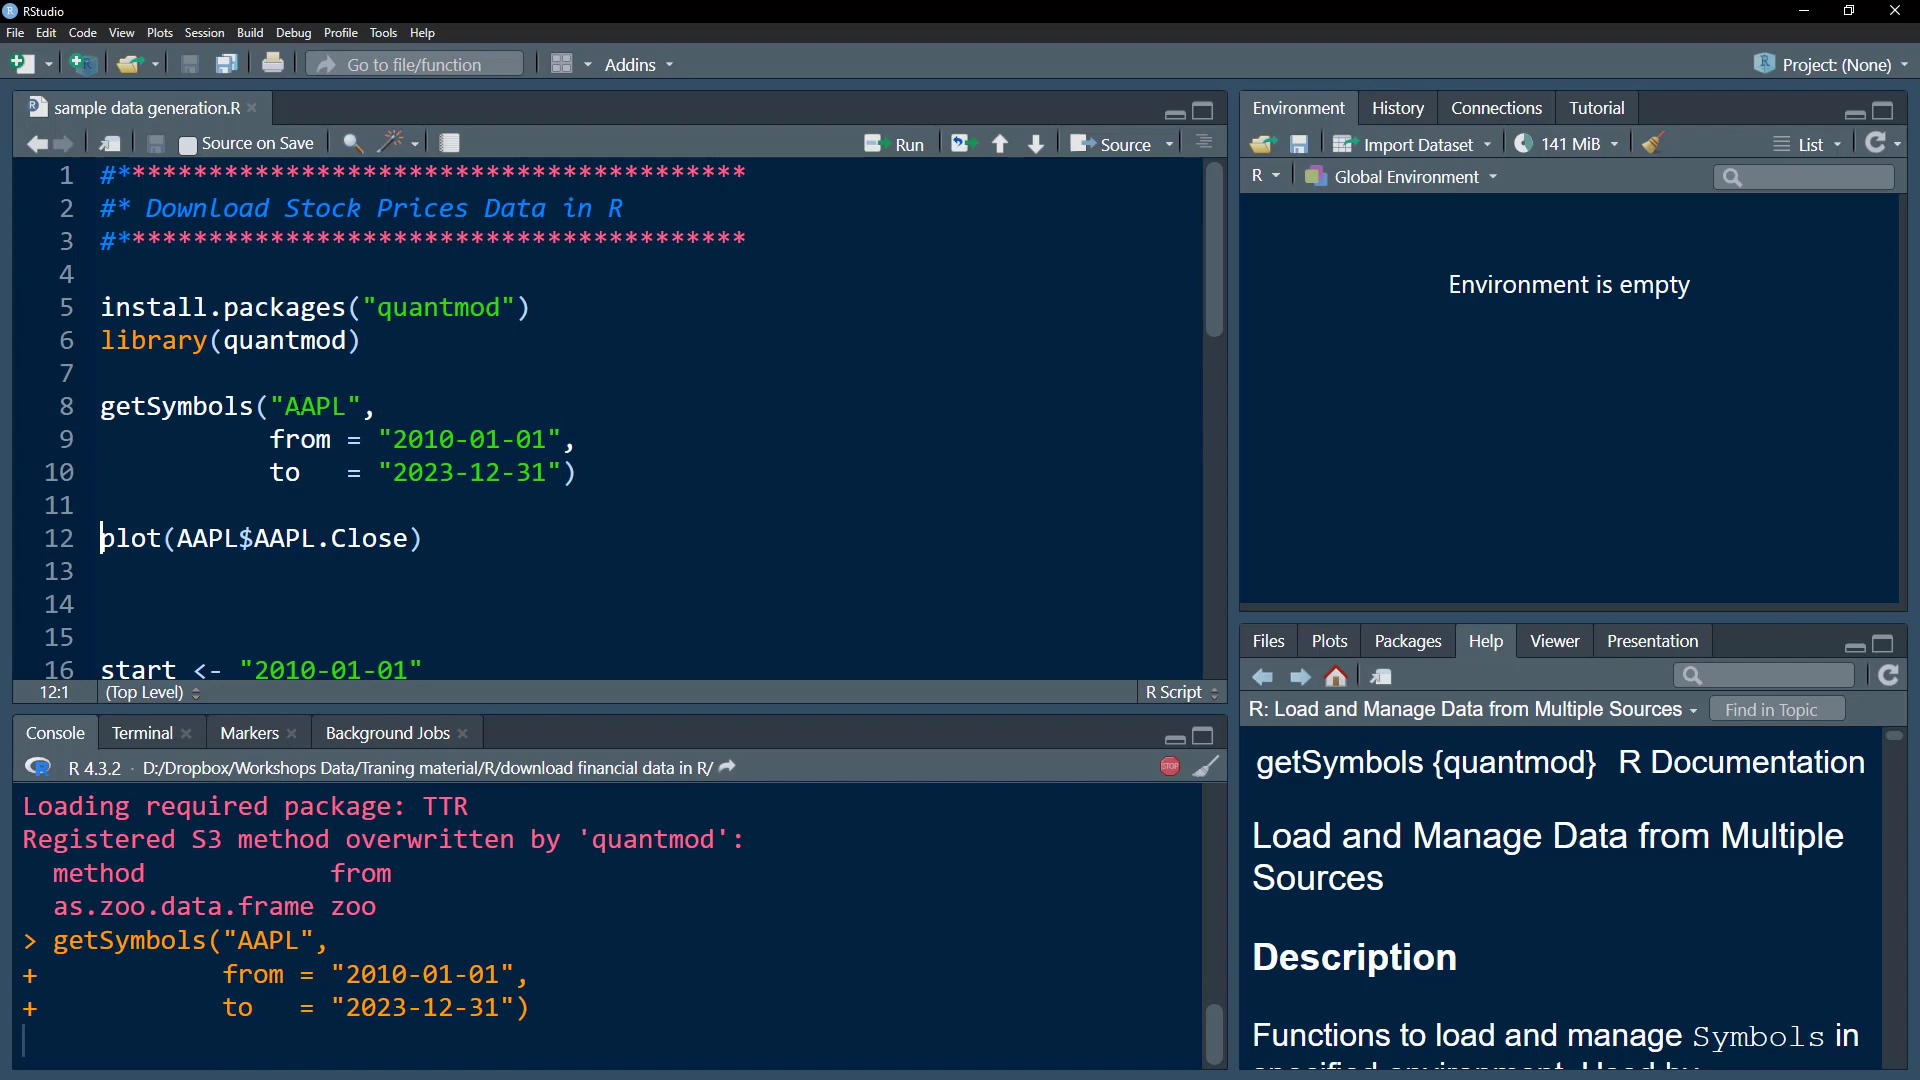 RStudio
File Edit Code View Plots Session Build Debug Profile Tools Help
Go to file/function Addins Project: (None)
sample data generation.R
Source on Save Run Source
1 #****************************************
2 #* Download Stock Prices Data in R
3 #****************************************
4
5 install.packages("quantmod")
6 library(quantmod)
7
8 getSymbols("AAPL",
9 from = "2010-01-01",
10 to = "2023-12-31")
11
12 plot(AAPL$AAPL.Close)
13
14
15
16 start <- "2010-01-01"
12:1 (Top Level) R Script
Console Terminal Markers Background Jobs
R 4.3.2 · D:/Dropbox/Workshops Data/Traning material/R/download financial data in R/
Loading required package: TTR
Registered S3 method overwritten by 'quantmod':
method from
as.zoo.data.frame zoo
> getSymbols("AAPL",
+ from = "2010-01-01",
+ to = "2023-12-31")
Environment History Connections Tutorial
Import Dataset 141 MiB List
R Global Environment
Environment is empty
Files Plots Packages Help Viewer Presentation
R: Load and Manage Data from Multiple Sources Find in Topic
getSymbols {quantmod} R Documentation
Load and Manage Data from Multiple
Sources
Description
Functions to load and manage Symbols in
specified environment. Used by